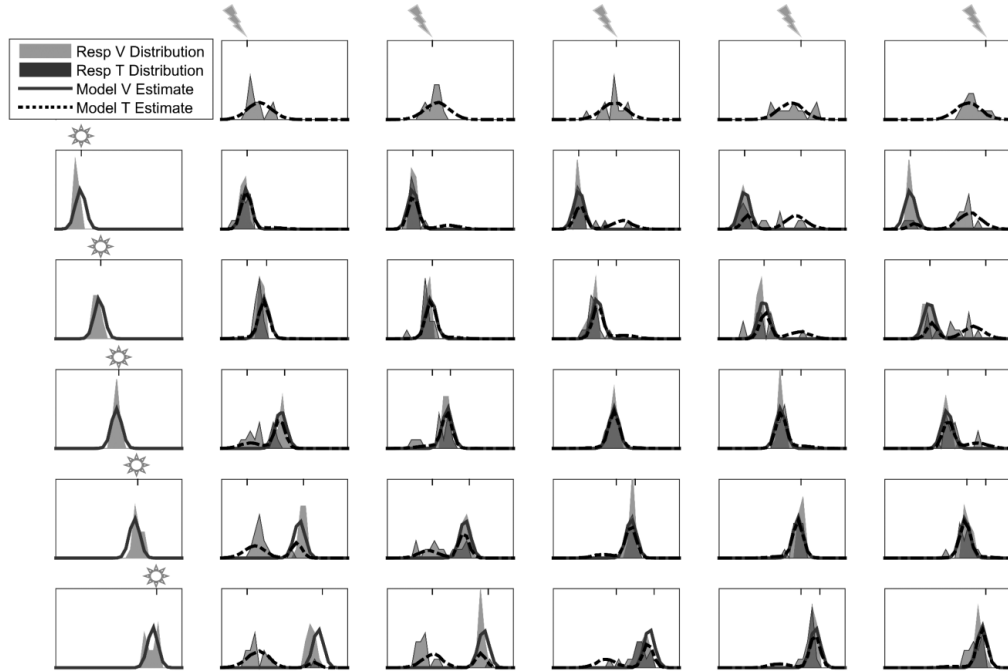 Resp V Distribution
Resp T Distribution
Model V Estimate
Model T Estimate